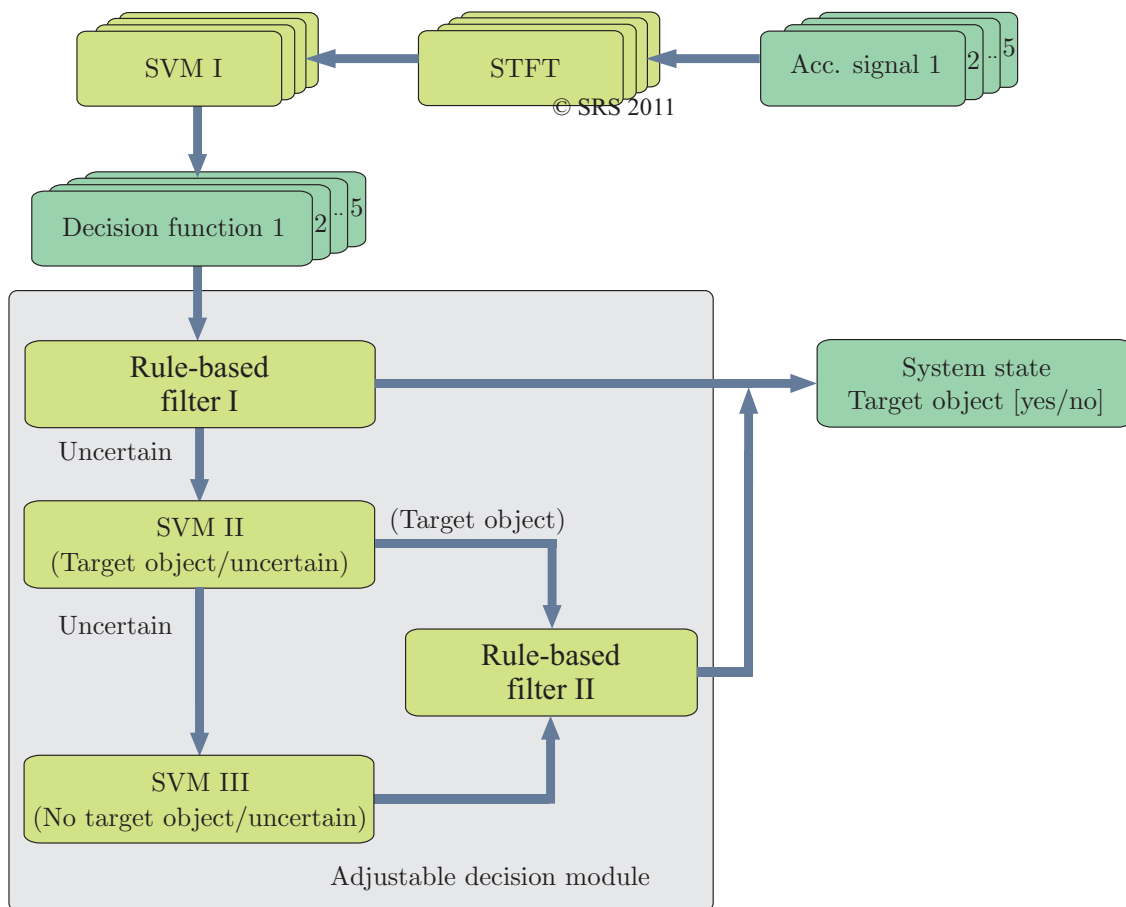 SVM I
STFT
Acc. signal 1
2
..
5
© SRS 2011
Decision function 1
2
..
5
Rule-based
filter I
System state
Target object [yes/no]
Uncertain
SVM II
(Target object/uncertain)
(Target object)
Uncertain
Rule-based
filter II
SVM III
(No target object/uncertain)
Adjustable decision module